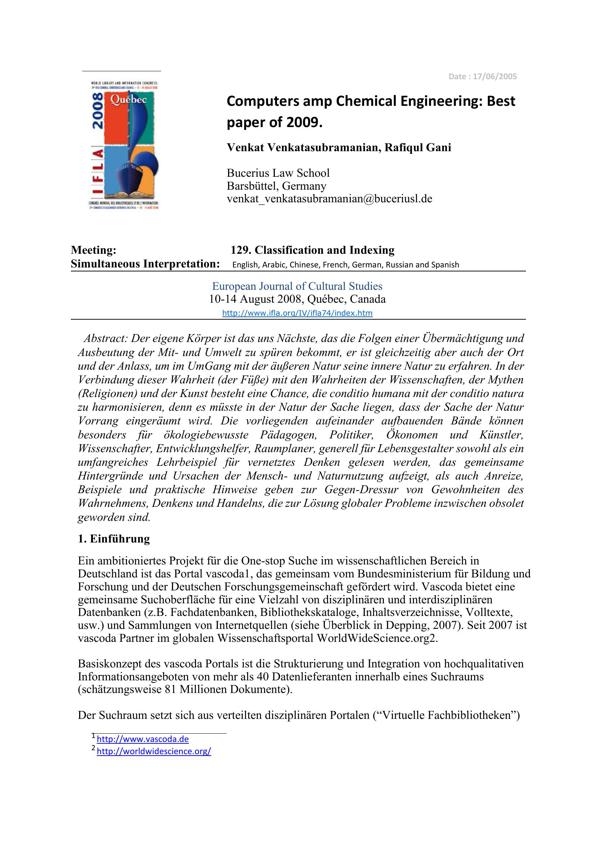 Date : 17/06/2005
WORLD LIBRARY AND INFORMATION CONGRESS:
Québec
2008
IFLA
Computers amp Chemical Engineering: Best
paper of 2009.
Venkat Venkatasubramanian, Rafiqul Gani
Bucerius Law School
Barsbüttel, Germany
venkat_venkatasubramanian@buceriusl.de
Meeting: 129. Classification and Indexing
Simultaneous Interpretation: English, Arabic, Chinese, French, German, Russian and Spanish
European Journal of Cultural Studies
10-14 August 2008, Québec, Canada
http://www.ifla.org/IV/ifla74/index.htm
Abstract: Der eigene Körper ist das uns Nächste, das die Folgen einer Übermächtigung und
Ausbeutung der Mit- und Umwelt zu spüren bekommt, er ist gleichzeitig aber auch der Ort
und der Anlass, um im UmGang mit der äußeren Natur seine innere Natur zu erfahren. In der
Verbindung dieser Wahrheit (der Füße) mit den Wahrheiten der Wissenschaften, der Mythen
(Religionen) und der Kunst besteht eine Chance, die conditio humana mit der conditio natura
zu harmonisieren, denn es müsste in der Natur der Sache liegen, dass der Sache der Natur
Vorrang eingeräumt wird. Die vorliegenden aufeinander aufbauenden Bände können
besonders für ökologiebewusste Pädagogen, Politiker, Ökonomen und Künstler,
Wissenschafter, Entwicklungshelfer, Raumplaner, generell für Lebensgestalter sowohl als ein
umfangreiches Lehrbeispiel für vernetztes Denken gelesen werden, das gemeinsame
Hintergründe und Ursachen der Mensch- und Naturnutzung aufzeigt, als auch Anreize,
Beispiele und praktische Hinweise geben zur Gegen-Dressur von Gewohnheiten des
Wahrnehmens, Denkens und Handelns, die zur Lösung globaler Probleme inzwischen obsolet
geworden sind.
1. Einführung
Ein ambitioniertes Projekt für die One-stop Suche im wissenschaftlichen Bereich in
Deutschland ist das Portal vascoda1, das gemeinsam vom Bundesministerium für Bildung und
Forschung und der Deutschen Forschungsgemeinschaft gefördert wird. Vascoda bietet eine
gemeinsame Suchoberfläche für eine Vielzahl von disziplinären und interdisziplinären
Datenbanken (z.B. Fachdatenbanken, Bibliothekskataloge, Inhaltsverzeichnisse, Volltexte,
usw.) und Sammlungen von Internetquellen (siehe Überblick in Depping, 2007). Seit 2007 ist
vascoda Partner im globalen Wissenschaftsportal WorldWideScience.org2.
Basiskonzept des vascoda Portals ist die Strukturierung und Integration von hochqualitativen
Informationsangeboten von mehr als 40 Datenlieferanten innerhalb eines Suchraums
(schätzungsweise 81 Millionen Dokumente).
Der Suchraum setzt sich aus verteilten disziplinären Portalen (“Virtuelle Fachbibliotheken”)
1 http://www.vascoda.de
2 http://worldwidescience.org/